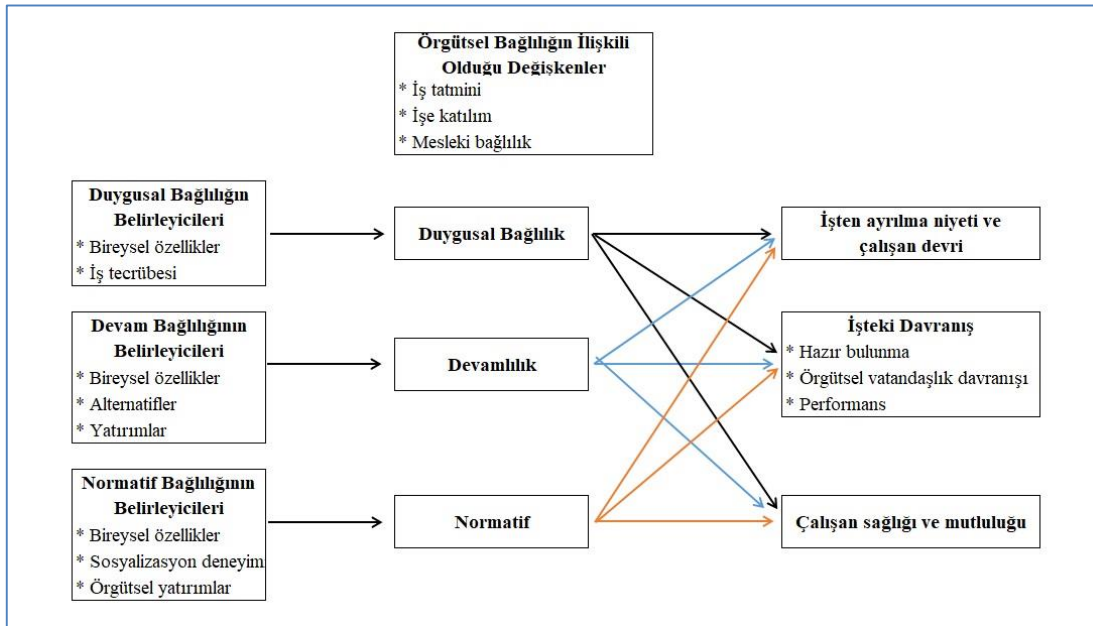 Örgütsel Bağlılığın İlişkili
Olduğu Değişkenler
* İş tatmini
* İşe katılım
* Mesleki bağlılık
Duygusal Bağlılığın
Belirleyicileri
* Bireysel özellikler
* İş tecrübesi
Duygusal Bağlılık
İşten ayrılma niyeti ve
çalışan devri
Devam Bağlılığının
Belirleyicileri
* Bireysel özellikler
* Alternatifler
* Yatırımlar
Devamlılık
İşteki Davranış
* Hazır bulunma
* Örgütsel vatandaşlık davranışı
* Performans
Normatif Bağlılığının
Belirleyicileri
* Bireysel özellikler
* Sosyalizasyon deneyim
* Örgütsel yatırımlar
Normatif
Çalışan sağlığı ve mutluluğu